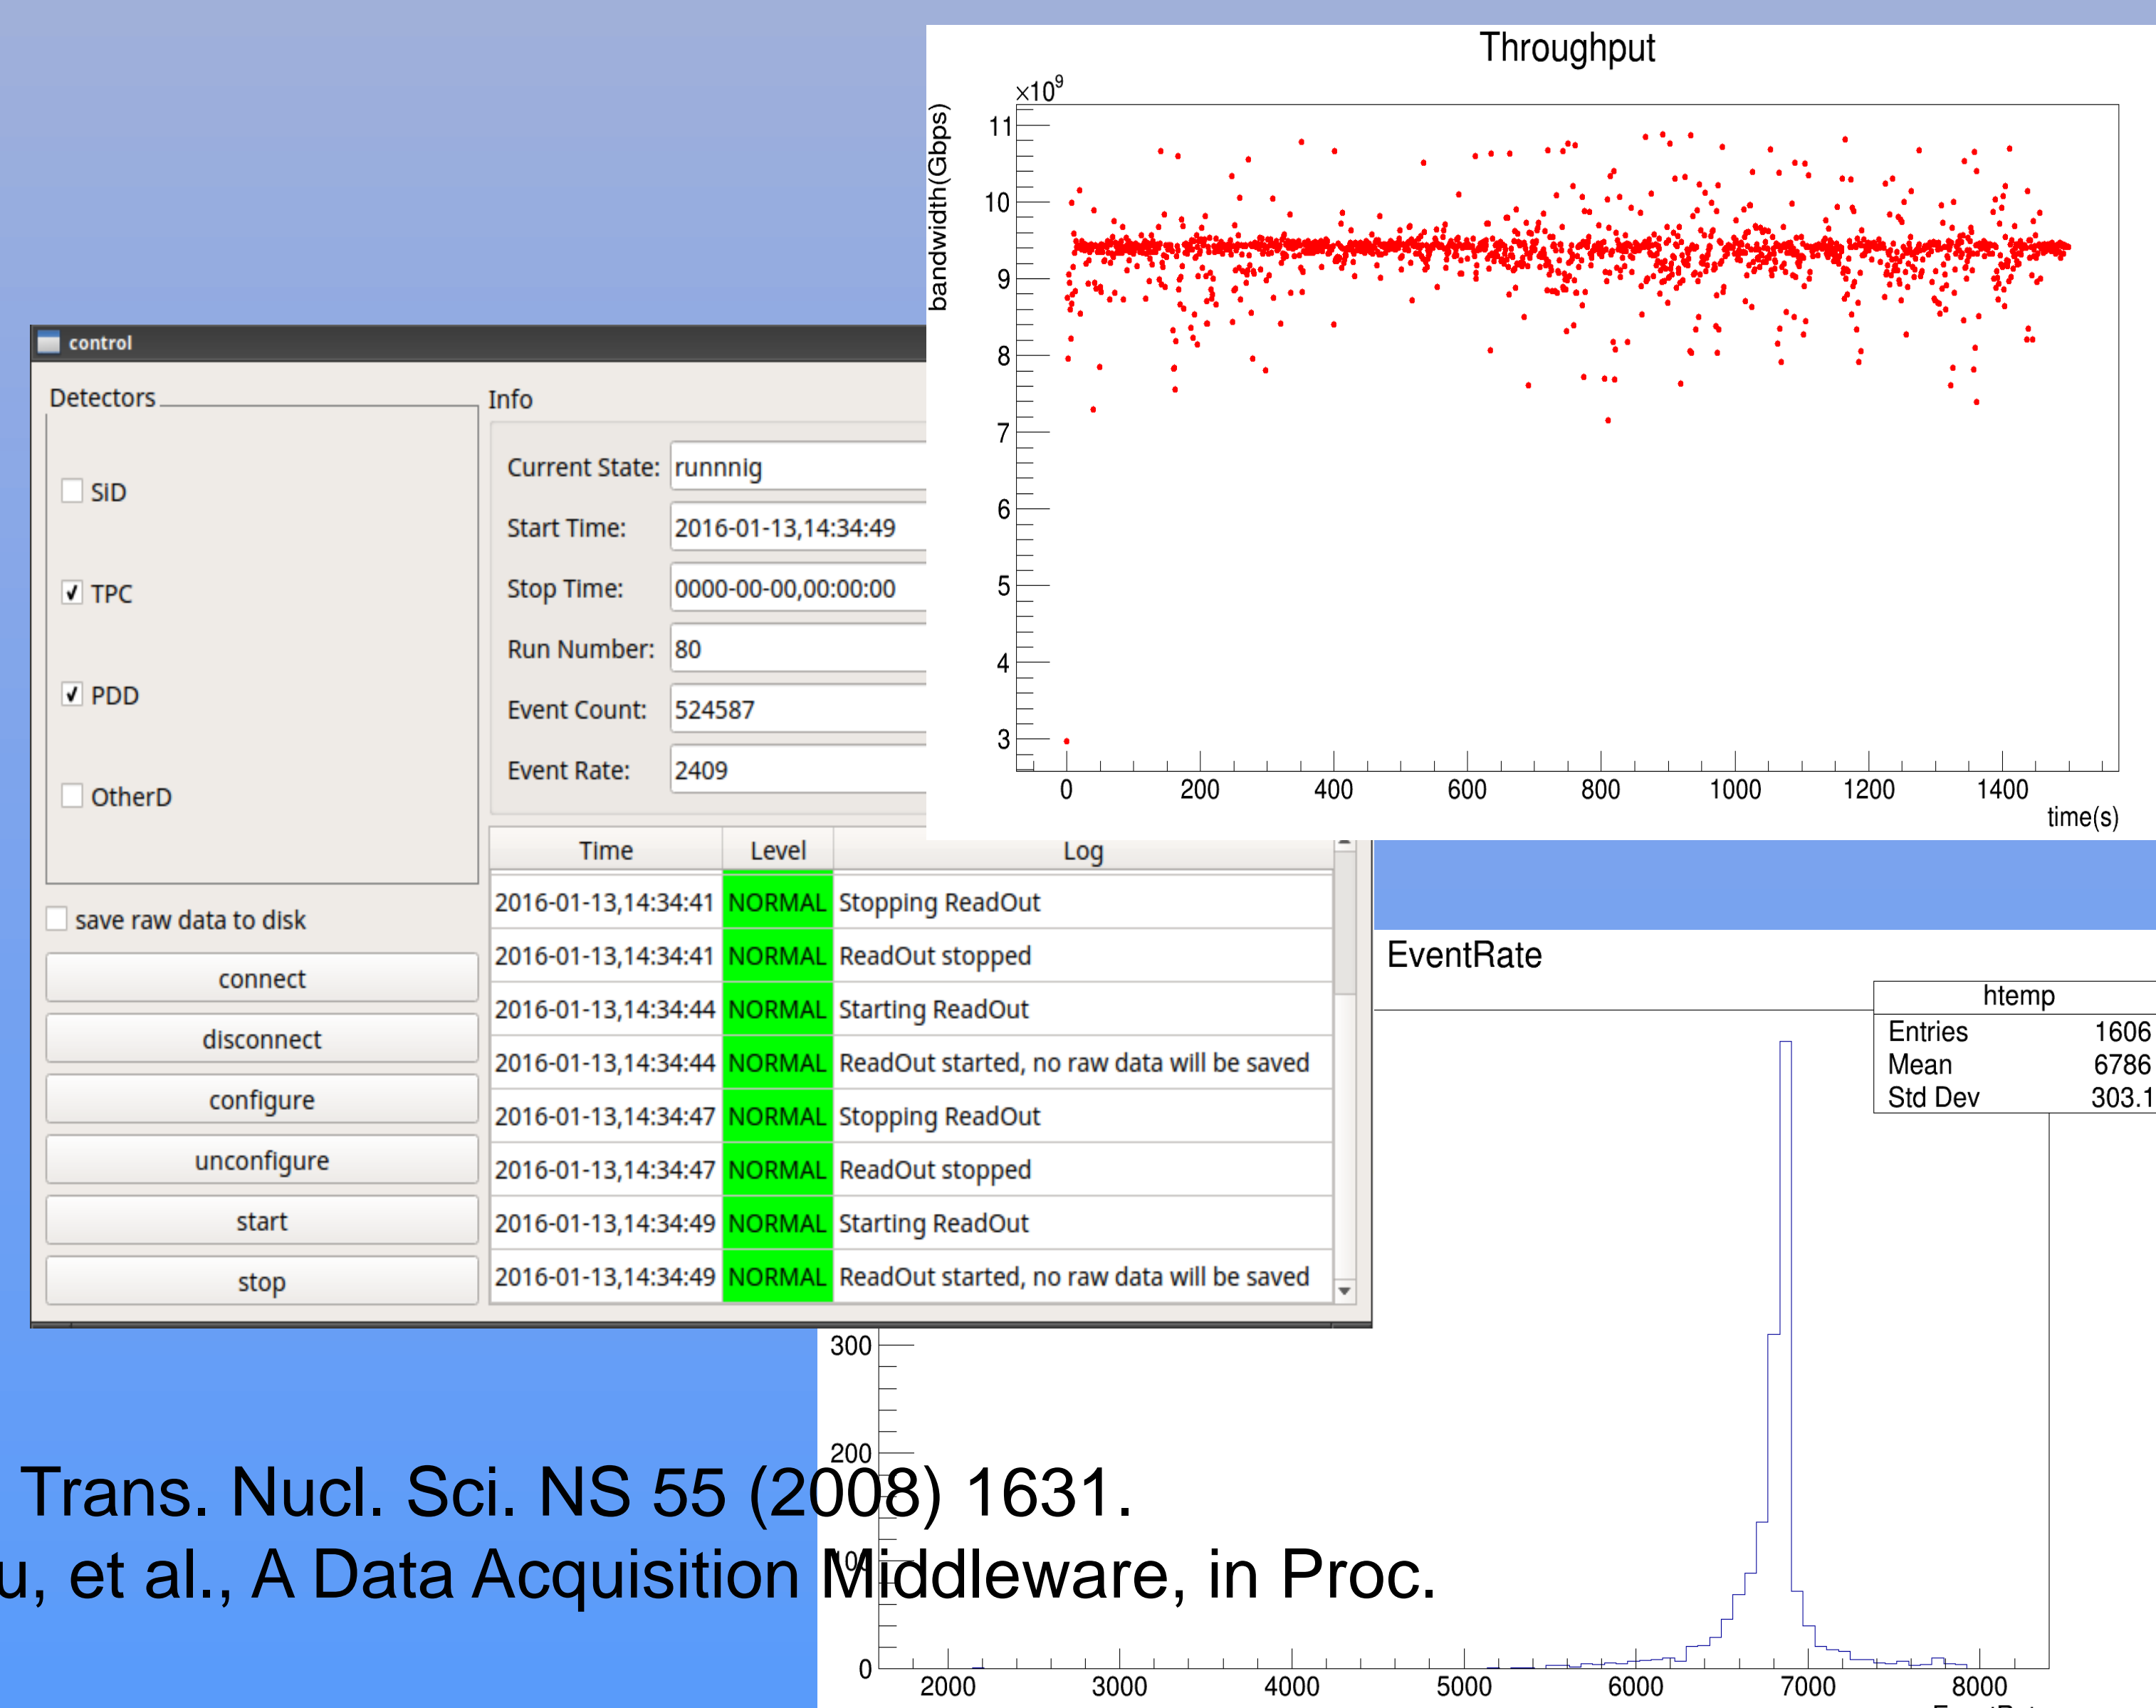 Throughput
×10⁹
bandwidth(Gbps)
11
10
9
8
7
6
5
4
3
0 200 400 600 800 1000 1200 1400
time(s)
control
Detectors
SiD
TPC
PDD
OtherD
save raw data to disk
connect
disconnect
configure
unconfigure
start
stop
Info
Current State: runnnig
Start Time: 2016-01-13,14:34:49
Stop Time: 0000-00-00,00:00:00
Run Number: 80
Event Count: 524587
Event Rate: 2409
Time Level Log
2016-01-13,14:34:41 NORMAL Stopping ReadOut
2016-01-13,14:34:41 NORMAL ReadOut stopped
2016-01-13,14:34:44 NORMAL Starting ReadOut
2016-01-13,14:34:44 NORMAL ReadOut started, no raw data will be saved
2016-01-13,14:34:47 NORMAL Stopping ReadOut
2016-01-13,14:34:47 NORMAL ReadOut stopped
2016-01-13,14:34:49 NORMAL Starting ReadOut
2016-01-13,14:34:49 NORMAL ReadOut started, no raw data will be saved
EventRate
htemp
Entries 1606
Mean 6786
Std Dev 303.1
300
200
100
0
2000 3000 4000 5000 6000 7000 8000
Trans. Nucl. Sci. NS 55 (2008) 1631.
u, et al., A Data Acquisition Middleware, in Proc.